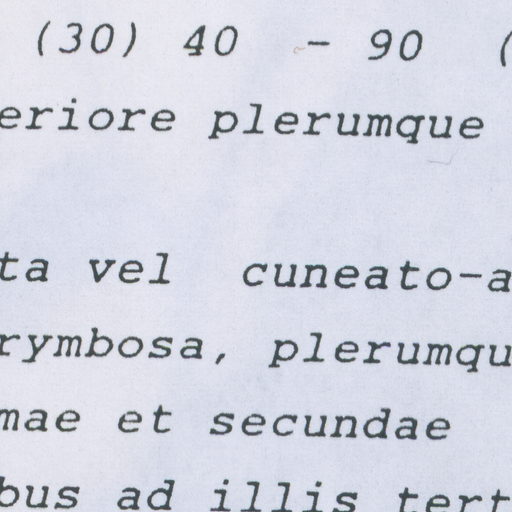 (30) 40 - 90 (
eriore plerumque
ta vel cuneato-a
rymbosa, plerumqu
mae et secundae
bus ad illis tert